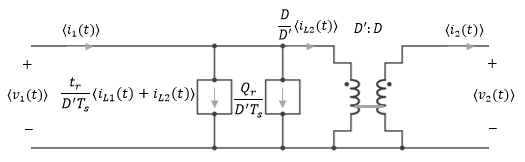 ⟨i₁(t)⟩
D/D′ ⟨i_L2(t)⟩
D′:D
⟨i₂(t)⟩
+
+
⟨v₁(t)⟩
t_r/D′T_s ⟨i_L1(t) + i_L2(t)⟩
Q_r/D′T_s
⟨v₂(t)⟩
−
−